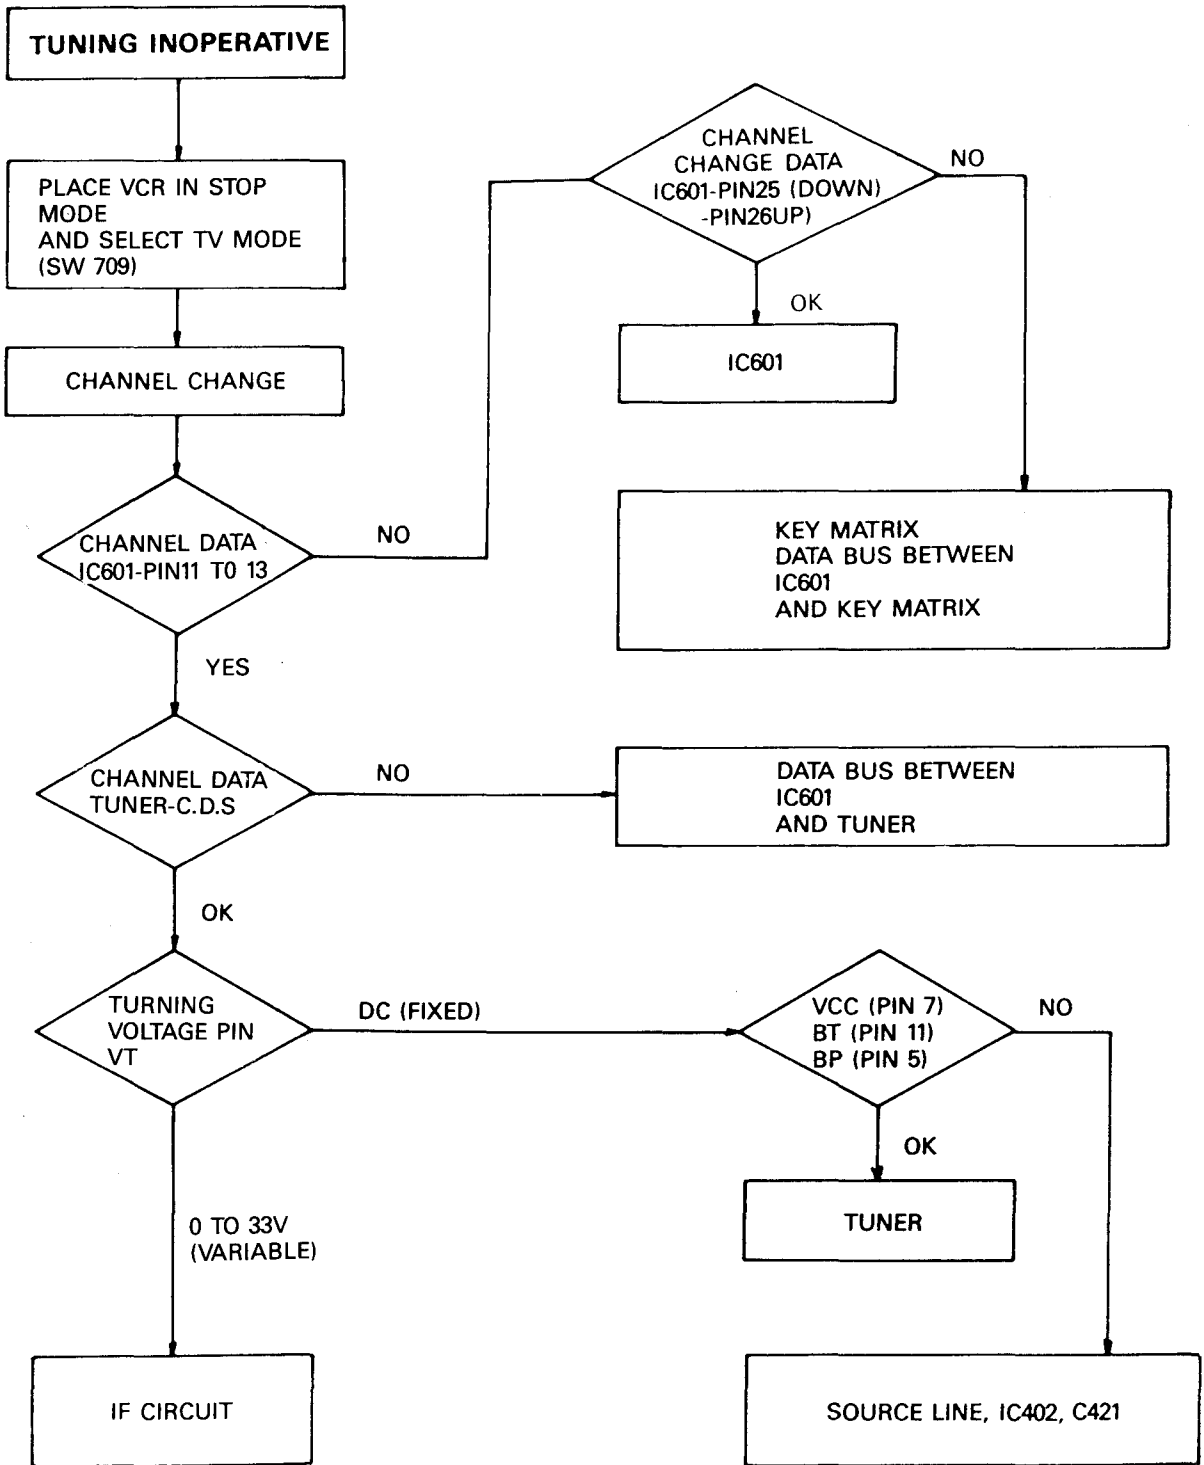 TUNING INOPERATIVE
PLACE VCR IN STOP
MODE
AND SELECT TV MODE
(SW 709)
CHANNEL CHANGE
CHANNEL DATA
IC601-PIN11 T0 13
NO
YES
CHANNEL
CHANGE DATA
IC601-PIN25 (DOWN)
-PIN26UP)
NO
OK
IC601
KEY MATRIX
DATA BUS BETWEEN
IC601
AND KEY MATRIX
CHANNEL DATA
TUNER-C.D.S
NO
OK
DATA BUS BETWEEN
IC601
AND TUNER
TURNING
VOLTAGE PIN
VT
DC (FIXED)
0 TO 33V
(VARIABLE)
VCC (PIN 7)
BT (PIN 11)
BP (PIN 5)
NO
OK
TUNER
IF CIRCUIT
SOURCE LINE, IC402, C421